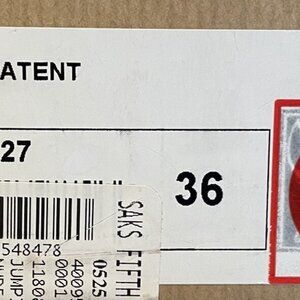 ATENT
27
36
SAKS FIFTH
0525
4009
0001
1180
548478
JUMP